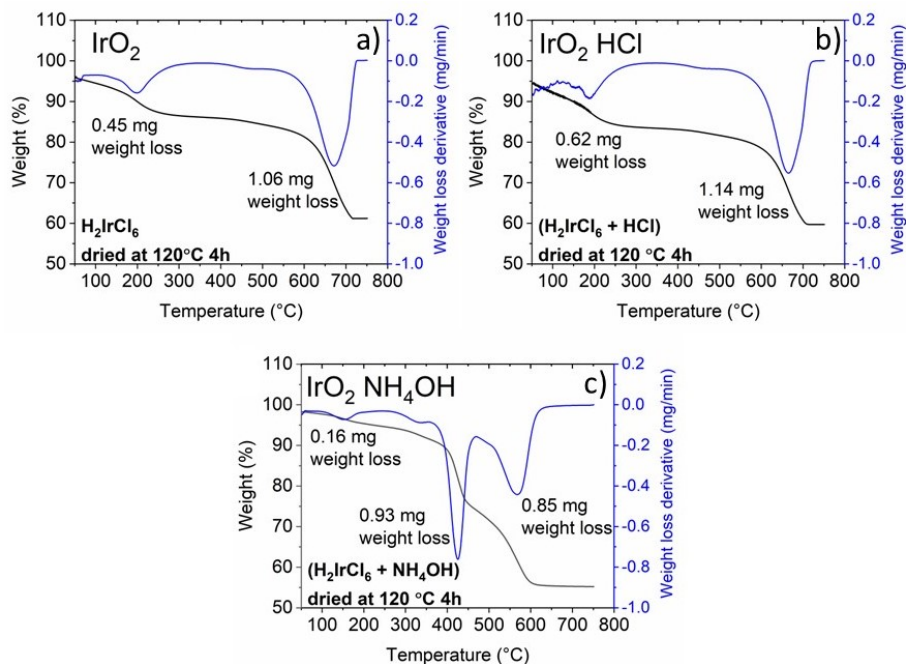 IrO2
a)
110
100
90
80
70
60
50
Weight (%)
0.2
0.0
-0.2
-0.4
-0.6
-0.8
-1.0
Weight loss derivative (mg/min)
0.45 mg
weight loss
1.06 mg
weight loss
H2IrCl6
dried at 120°C 4h
100 200 300 400 500 600 700 800
Temperature (°C)
IrO2 HCl
b)
110
100
90
80
70
60
50
Weight (%)
0.2
0.0
-0.2
-0.4
-0.6
-0.8
-1.0
Weight loss derivative (mg/min)
0.62 mg
weight loss
1.14 mg
weight loss
(H2IrCl6 + HCl)
dried at 120 °C 4h
100 200 300 400 500 600 700 800
Temperature (°C)
IrO2 NH4OH
c)
110
100
90
80
70
60
50
Weight (%)
0.2
0.0
-0.2
-0.4
-0.6
-0.8
-1.0
Weight loss derivative (mg/min)
0.16 mg
weight loss
0.93 mg
weight loss
0.85 mg
weight loss
(H2IrCl6 + NH4OH)
dried at 120 °C 4h
100 200 300 400 500 600 700 800
Temperature (°C)